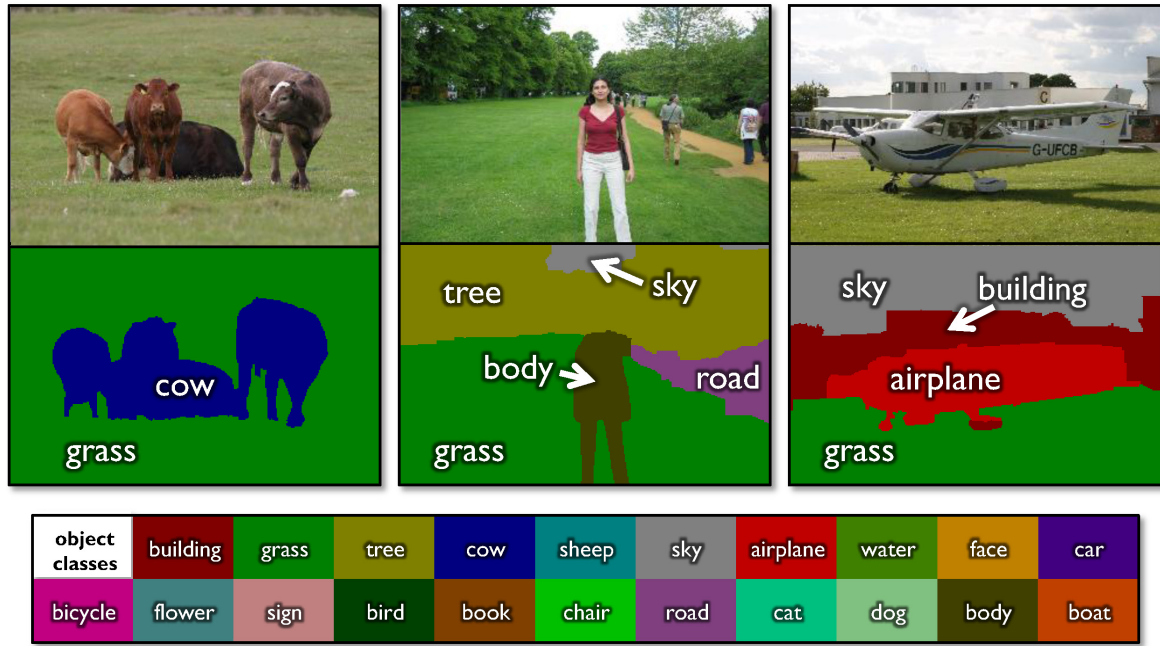 C
G-UFCB
tree
sky
sky
building
cow
body
road
airplane
grass
grass
grass
object classes
building
grass
tree
cow
sheep
sky
airplane
water
face
car
bicycle
flower
sign
bird
book
chair
road
cat
dog
body
boat